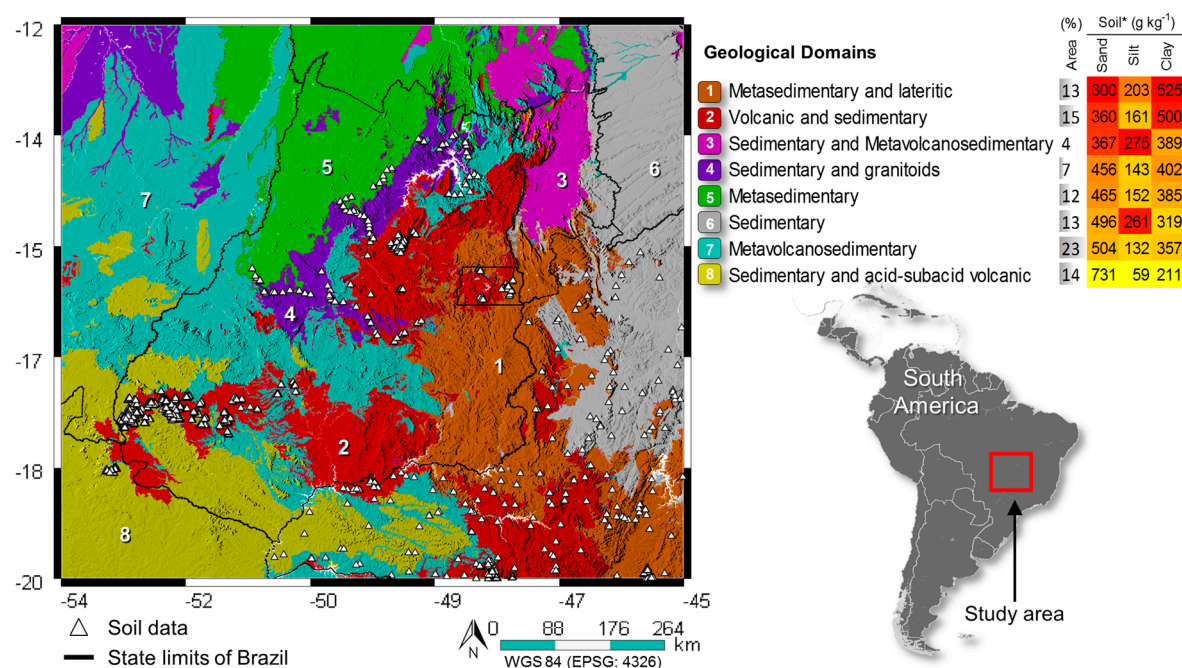 -12
-14
-15
-17
-18
-20
-54
-52
-50
-49
-47
-45
1
2
3
4
5
5
6
7
8
Soil data
State limits of Brazil
N
0 88 176 264
km
WGS 84 (EPSG: 4326)
Geological Domains
(%) Soil* (g kg⁻¹)
Area Sand Silt Clay
1 Metasedimentary and lateritic 13 300 203 525
2 Volcanic and sedimentary 15 360 161 500
3 Sedimentary and Metavolcanosedimentary 4 367 275 389
4 Sedimentary and granitoids 7 456 143 402
5 Metasedimentary 12 465 152 385
6 Sedimentary 13 496 261 319
7 Metavolcanosedimentary 23 504 132 357
8 Sedimentary and acid-subacid volcanic 14 731 59 211
South
America
Study area